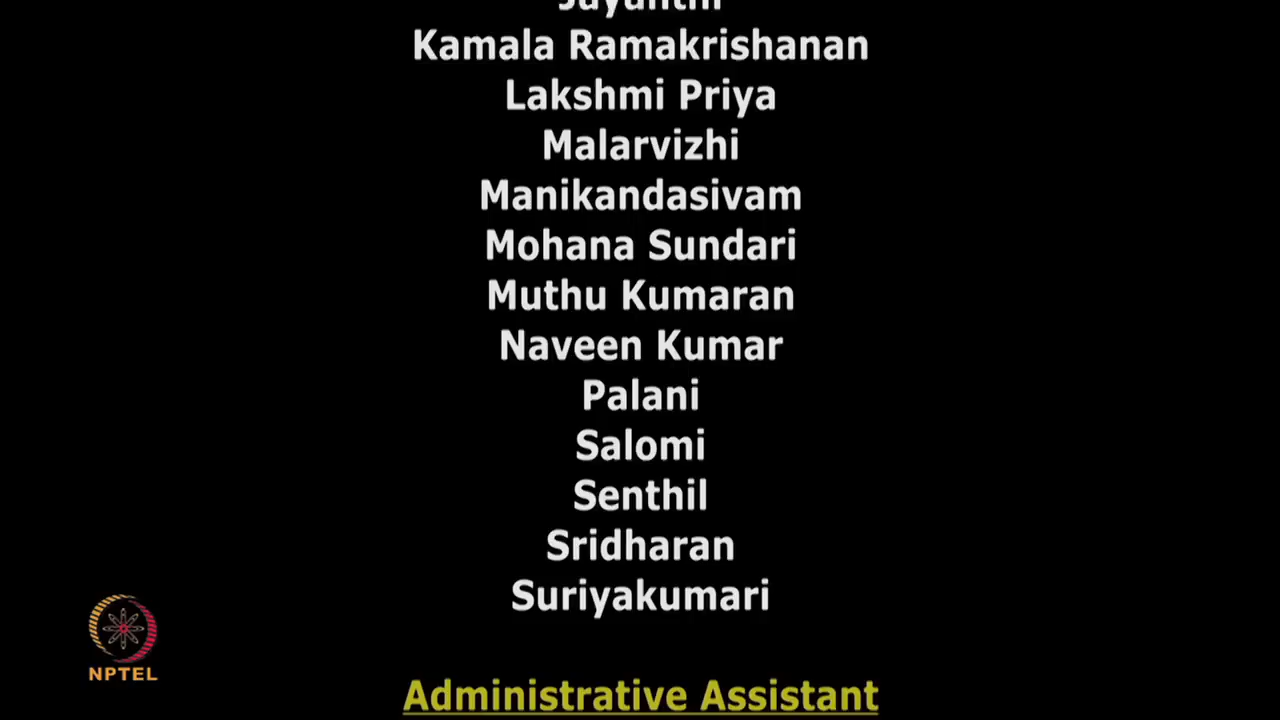 Jayanthi
Kamala Ramakrishanan
Lakshmi Priya
Malarvizhi
Manikandasivam
Mohana Sundari
Muthu Kumaran
Naveen Kumar
Palani
Salomi
Senthil
Sridharan
Suriyakumari
NPTEL
Administrative Assistant